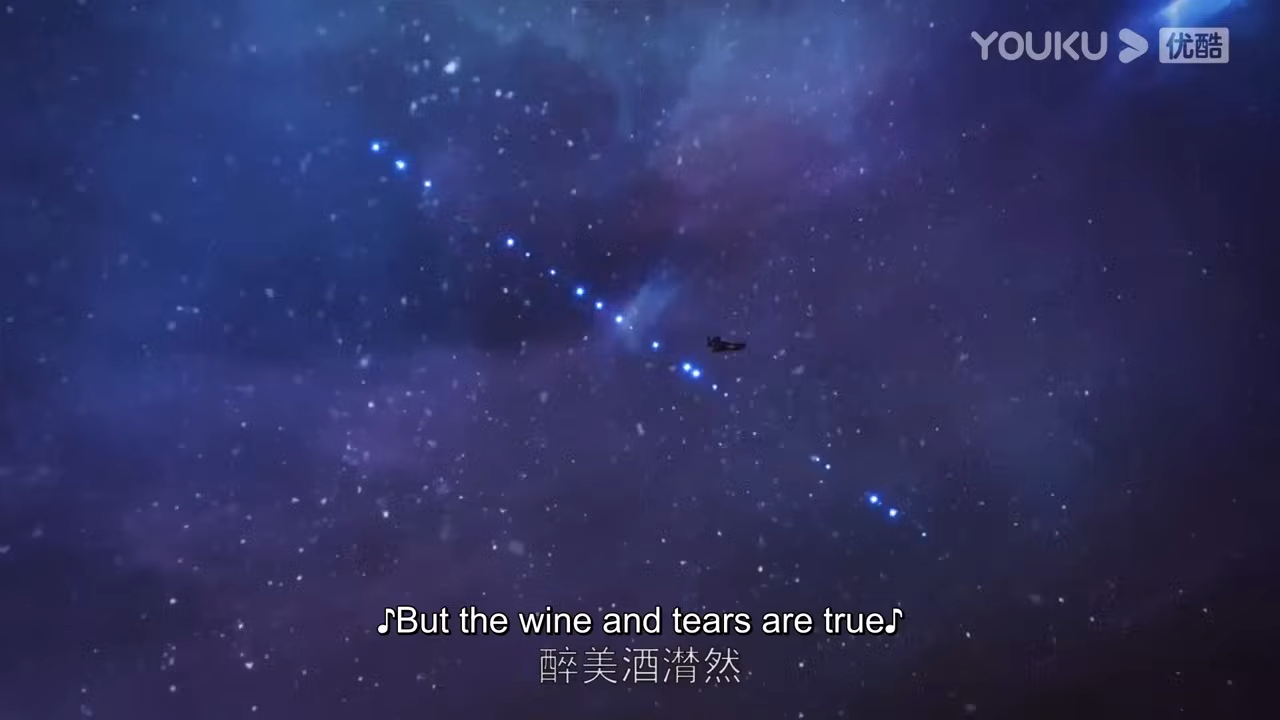 YOUKU 优酷
♪But the wine and tears are true♪
醉美酒潸然